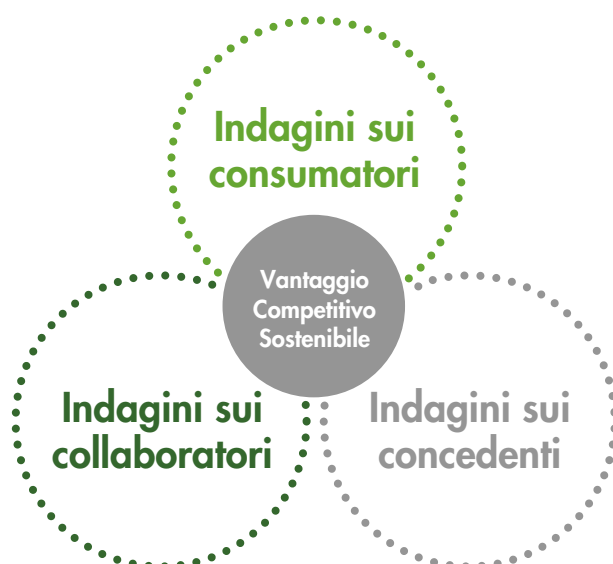 Indagini sui
consumatori
Vantaggio
Competitivo
Sostenibile
Indagini sui
collaboratori
Indagini sui
concedenti